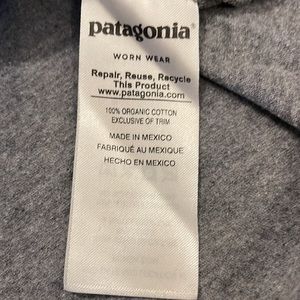 patagonia®
WORN WEAR
Repair, Reuse, Recycle
This Product
www.patagonia.com
100% ORGANIC COTTON
EXCLUSIVE OF TRIM
MADE IN MEXICO
FABRIQUÉ AU MEXIQUE
HECHO EN MEXICO